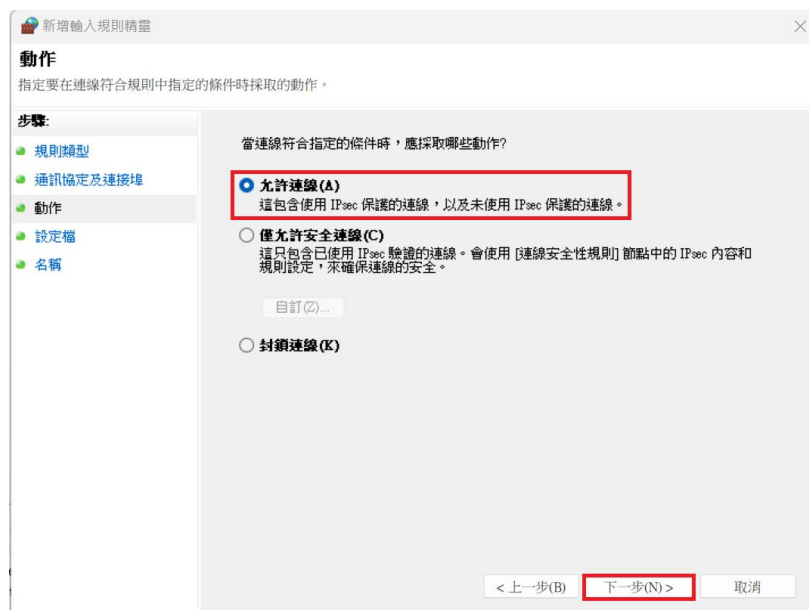 新增輸入規則精靈
動作
指定要在連線符合規則中指定的條件時採取的動作。
步驟:
規則類型
通訊協定及連接埠
動作
設定檔
名稱
當連線符合指定的條件時，應採取哪些動作?
允許連線(A)
這包含使用 IPsec 保護的連線，以及未使用 IPsec 保護的連線。
僅允許安全連線(C)
這只包含已使用 IPsec 驗證的連線。會使用 [連線安全性規則] 節點中的 IPsec 內容和
規則設定，來確保連線的安全。
自訂(Z)...
封鎖連線(K)
< 上一步(B)
下一步(N) >
取消